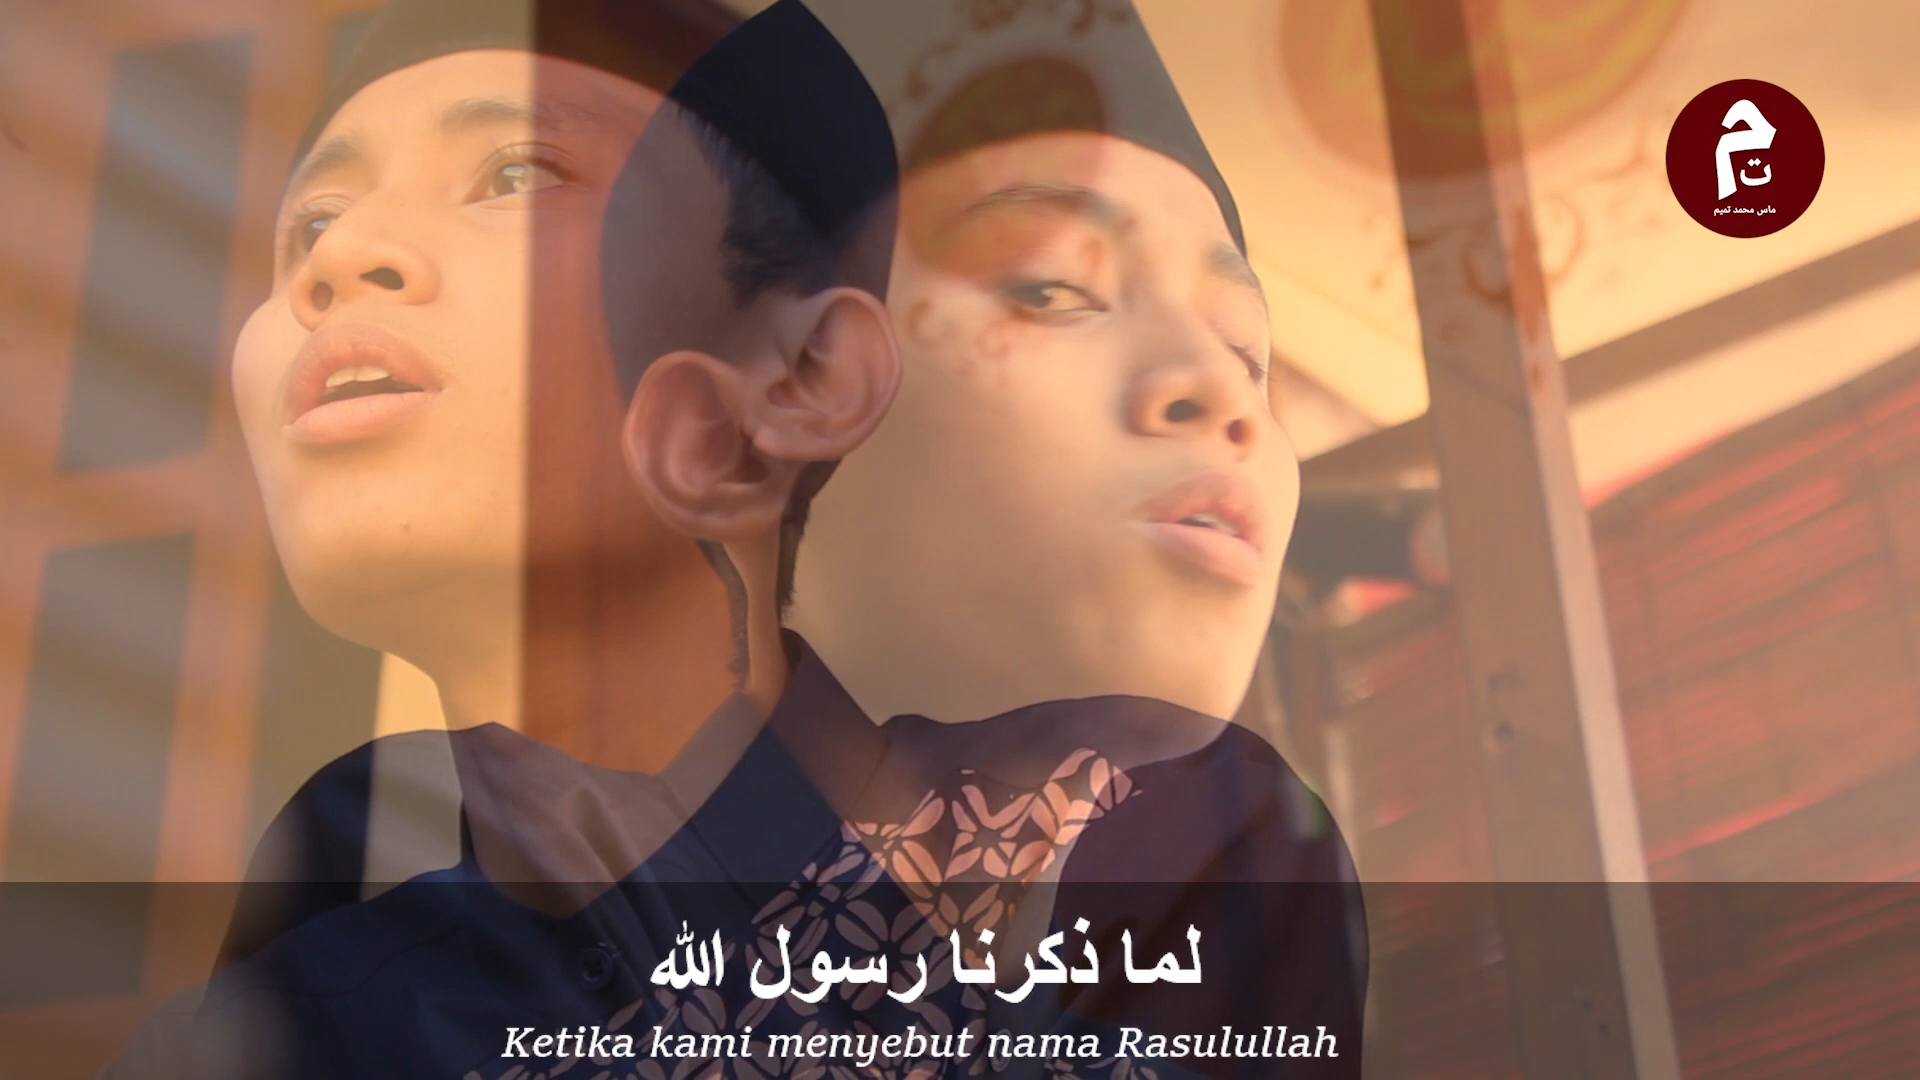 ماس محمد تميم
لما ذكرنا رسول الله
Ketika kami menyebut nama Rasulullah